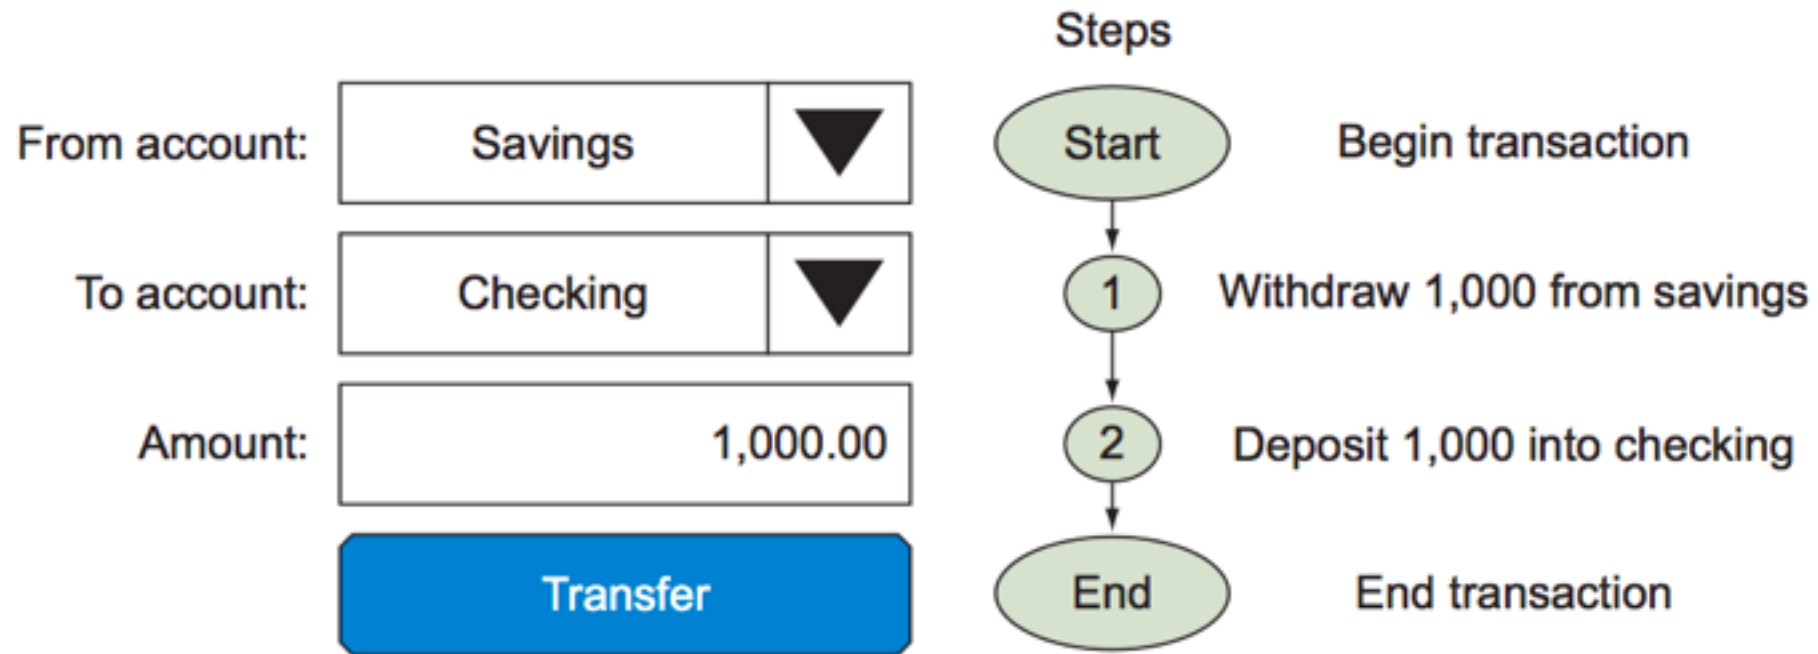 Steps
From account:
Savings
Start
Begin transaction
To account:
Checking
1
Withdraw 1,000 from savings
Amount:
1,000.00
2
Deposit 1,000 into checking
Transfer
End
End transaction